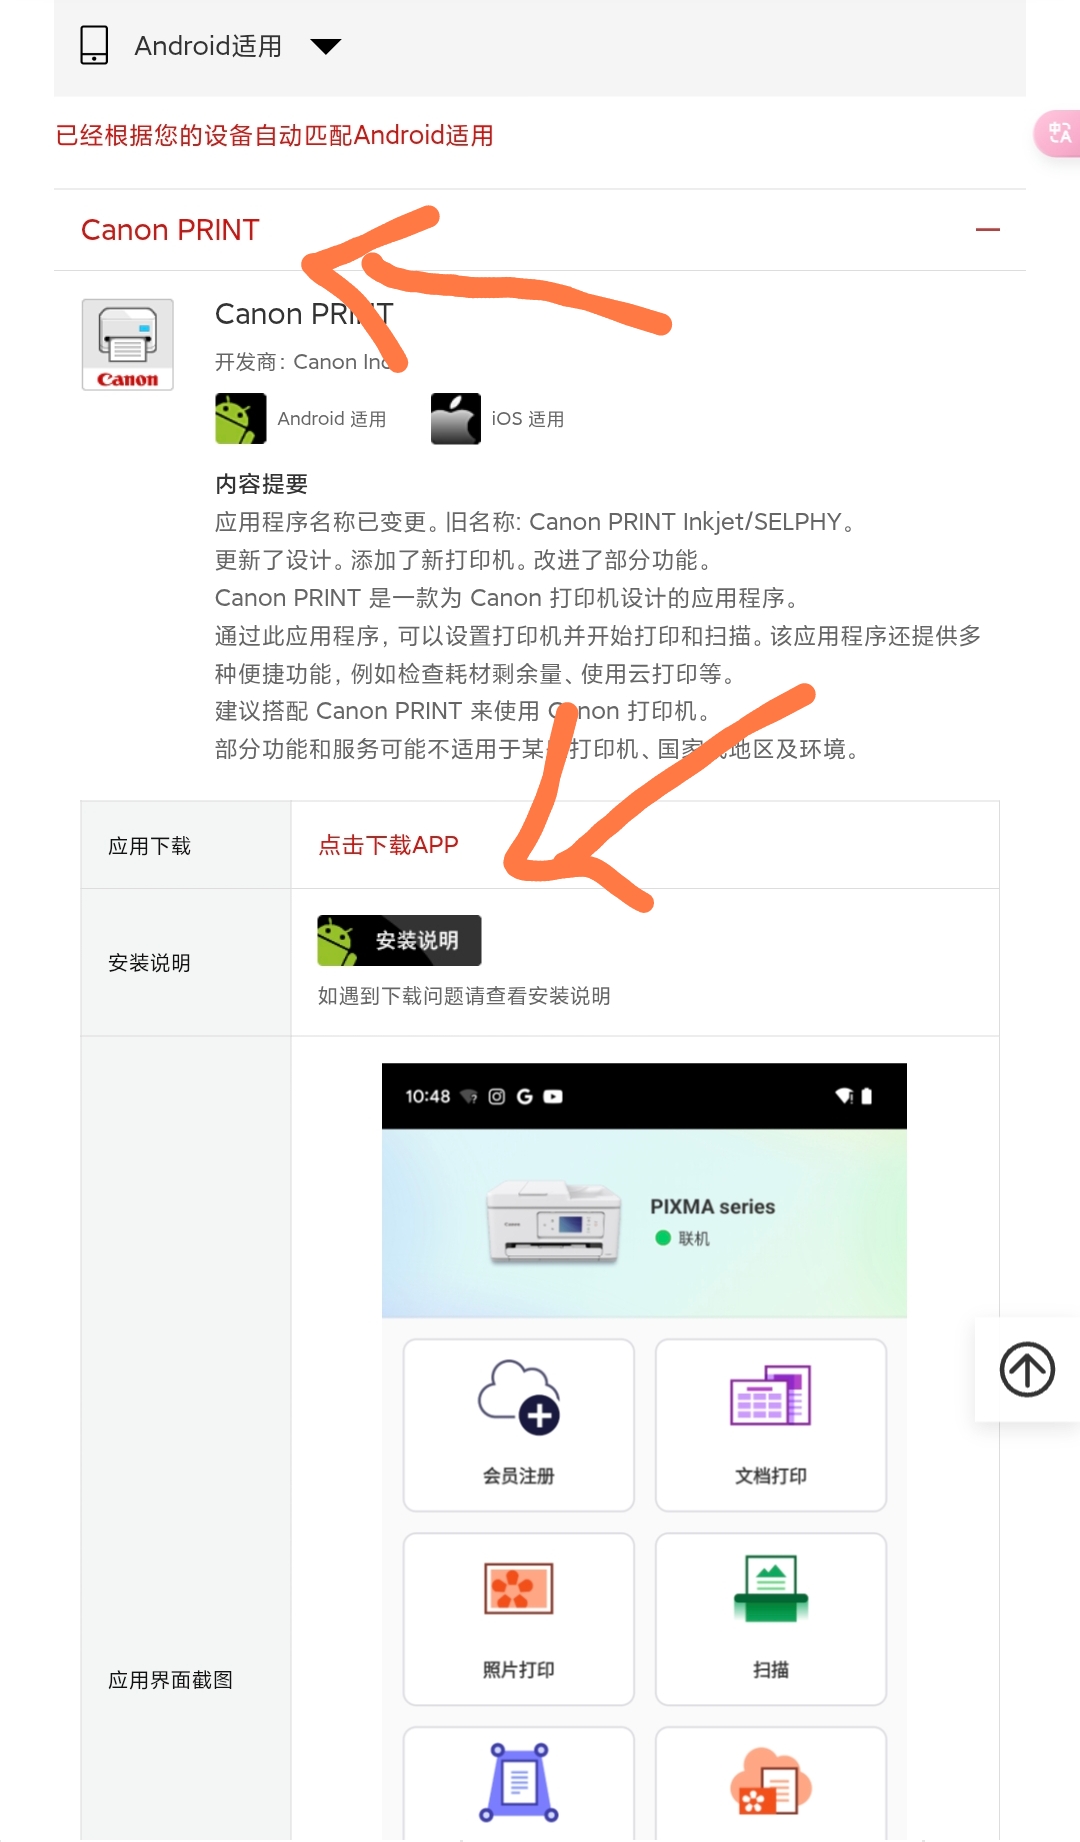 Android适用
已经根据您的设备自动匹配Android适用
中A
Canon PRINT
Canon PRINT
开发商: Canon Inc
Canon
Android 适用
iOS 适用
内容提要
应用程序名称已变更。旧名称: Canon PRINT Inkjet/SELPHY。
更新了设计。添加了新打印机。改进了部分功能。
Canon PRINT 是一款为 Canon 打印机设计的应用程序。
通过此应用程序, 可以设置打印机并开始打印和扫描。该应用程序还提供多
种便捷功能, 例如检查耗材剩余量、使用云打印等。
建议搭配 Canon PRINT 来使用 Canon 打印机。
部分功能和服务可能不适用于某 打印机、国家 地区及环境。
应用下载
点击下载APP
安装说明
安装说明
如遇到下载问题请查看安装说明
10:48
PIXMA series
联机
会员注册
文档打印
照片打印
扫描
应用界面截图